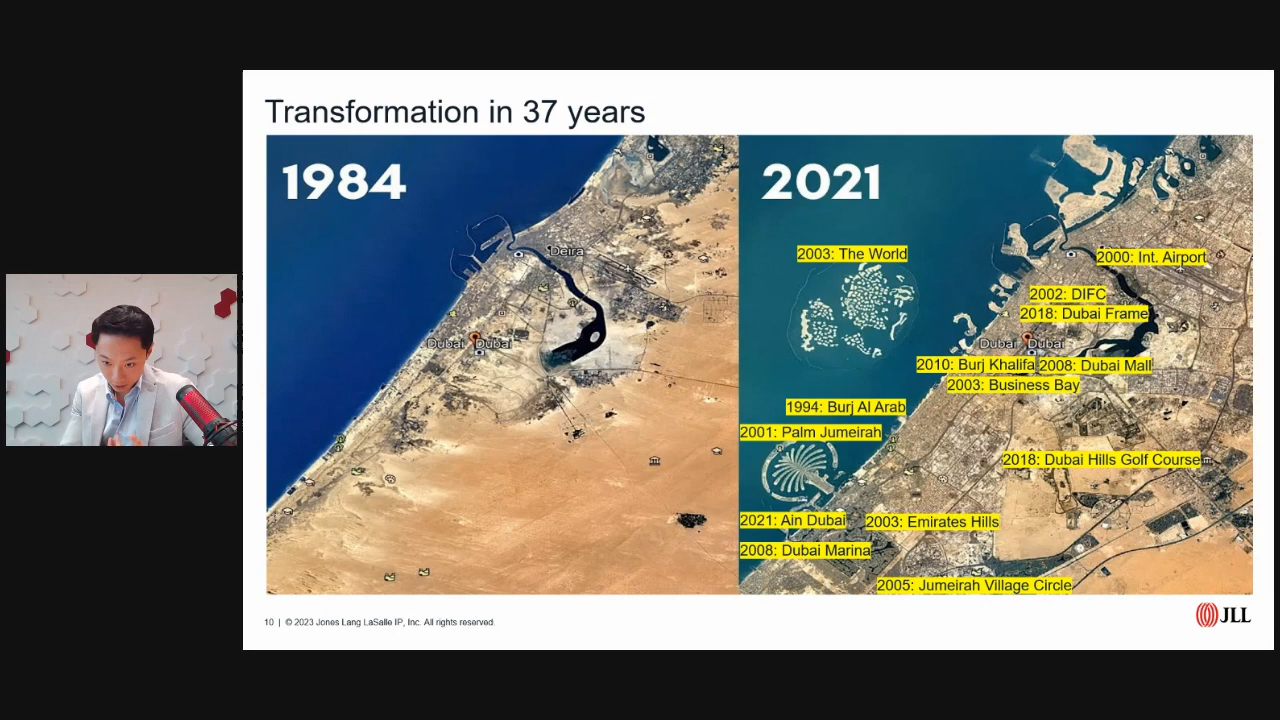 Transformation in 37 years
1984
Deira
Dubai Dubai
2021
2003: The World
2000: Int. Airport
2002: DIFC
2018: Dubai Frame
Dubai Dubai
2010: Burj Khalifa 2008: Dubai Mall
2003: Business Bay
1994: Burj Al Arab
2001: Palm Jumeirah
2018: Dubai Hills Golf Course
2021: Ain Dubai 2003: Emirates Hills
2008: Dubai Marina
2005: Jumeirah Village Circle
10 | © 2023 Jones Lang LaSalle IP, Inc. All rights reserved
JLL